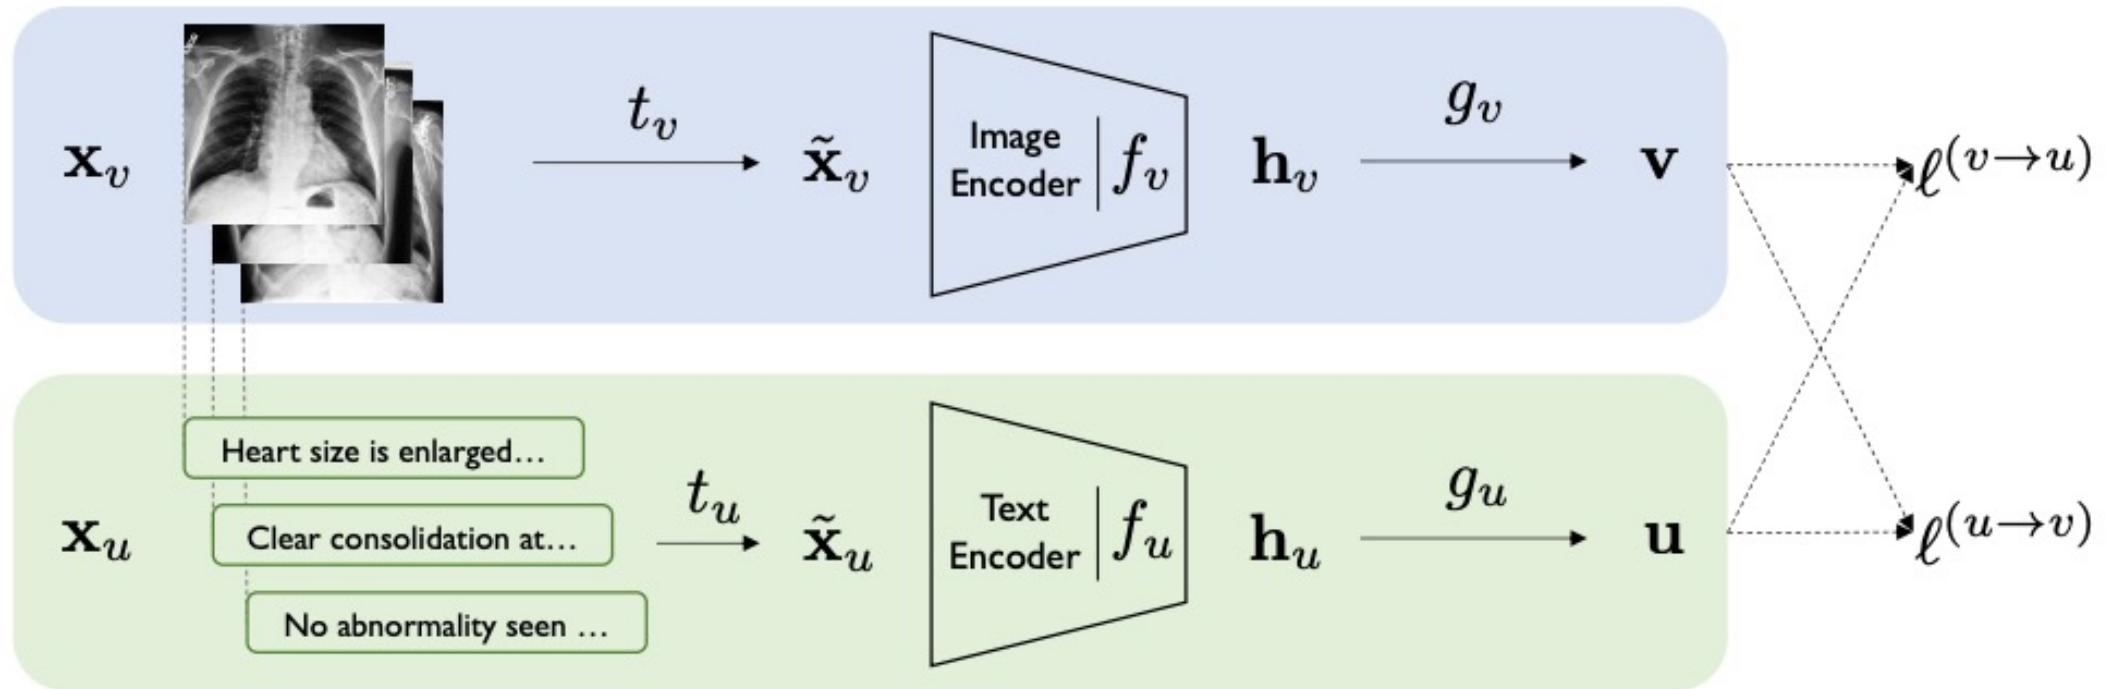 x_v
t_v
x̃_v
Image
Encoder
f_v
h_v
g_v
v
ℓ^(v→u)
x_u
Heart size is enlarged…
Clear consolidation at…
No abnormality seen …
t_u
x̃_u
Text
Encoder
f_u
h_u
g_u
u
ℓ^(u→v)